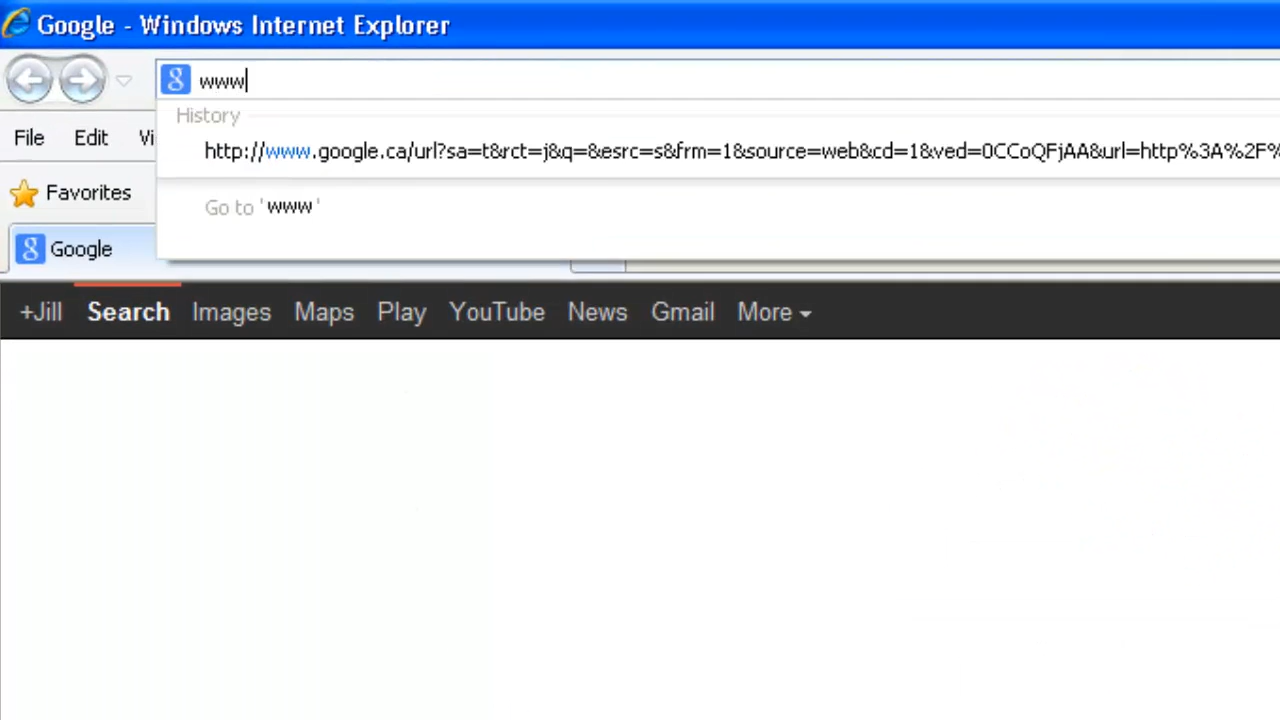 Google - Windows Internet Explorer
www
History
http://www.google.ca/url?sa=t&rct=j&q=&esrc=s&frm=1&source=web&cd=1&ved=0CCoQFjAA&url=http%3A%2F%
File Edit
Go to 'www'
Favorites
Google
+Jill Search Images Maps Play YouTube News Gmail More